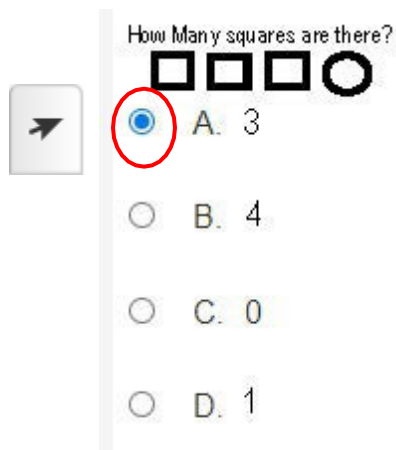 How Many squares are there?
A. 3
B. 4
C. 0
D. 1